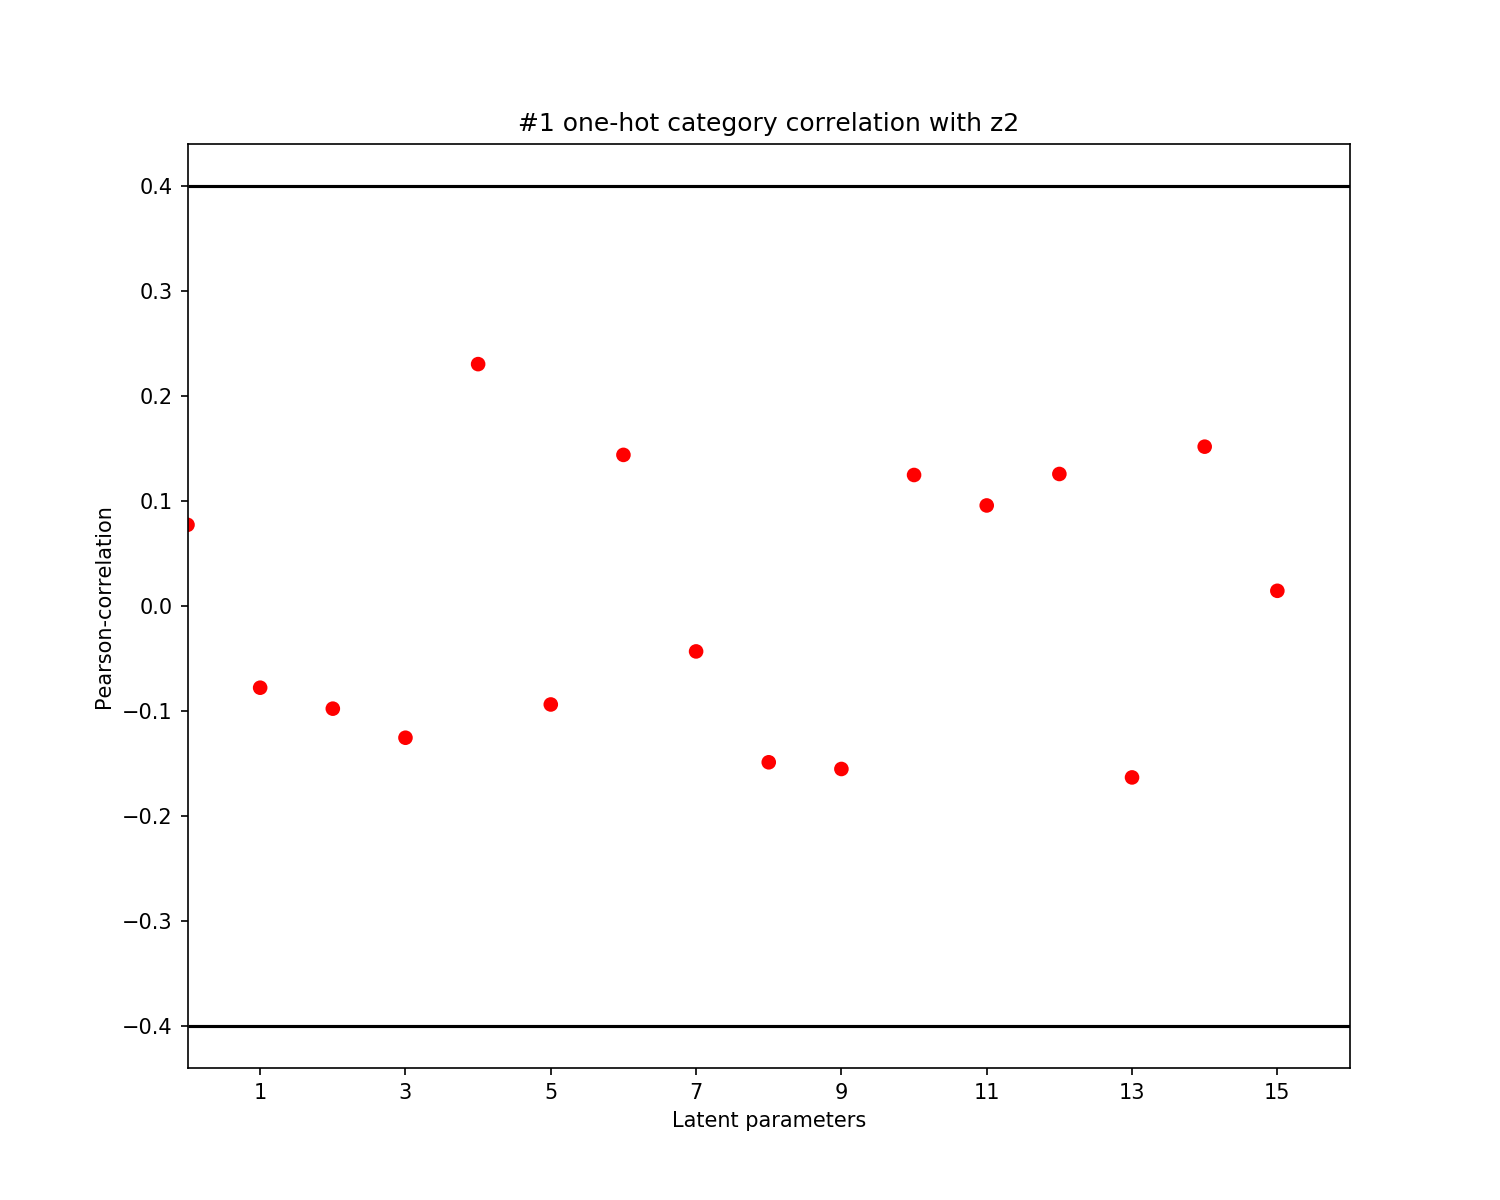 #1 one-hot category correlation with z2
0.4
0.3
0.2
0.1
0.0
−0.1
−0.2
−0.3
−0.4
Pearson-correlation
1 3 5 7 9 11 13 15
Latent parameters